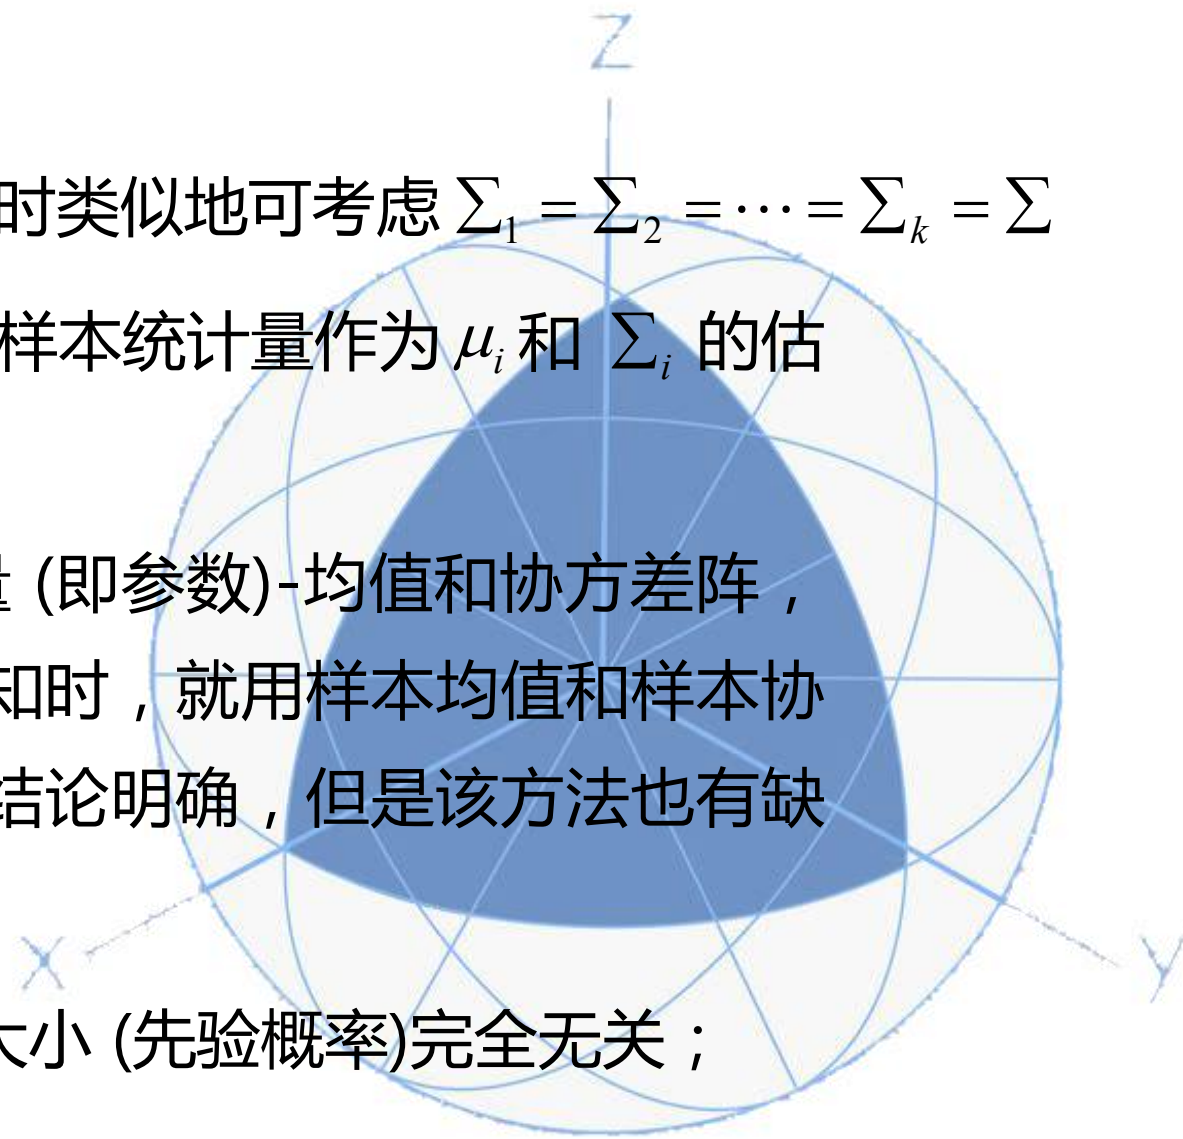 Z
时类似地可考虑 Σ₁ = Σ₂ = ⋯ = Σₖ = Σ
样本统计量作为 μᵢ 和 Σᵢ 的估
(即参数)-均值和协方差阵，
知时，就用样本均值和样本协
结论明确，但是该方法也有缺
X
Y
大小 (先验概率)完全无关；